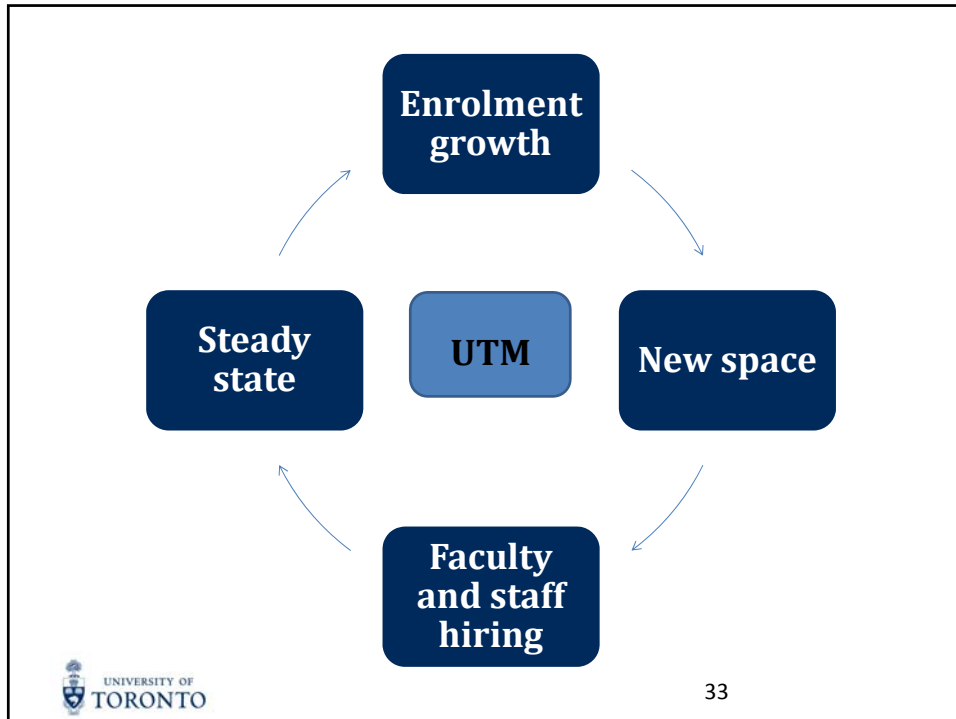 Enrolment
growth
Steady
state
UTM
New space
Faculty
and staff
hiring
UNIVERSITY OF
TORONTO
33